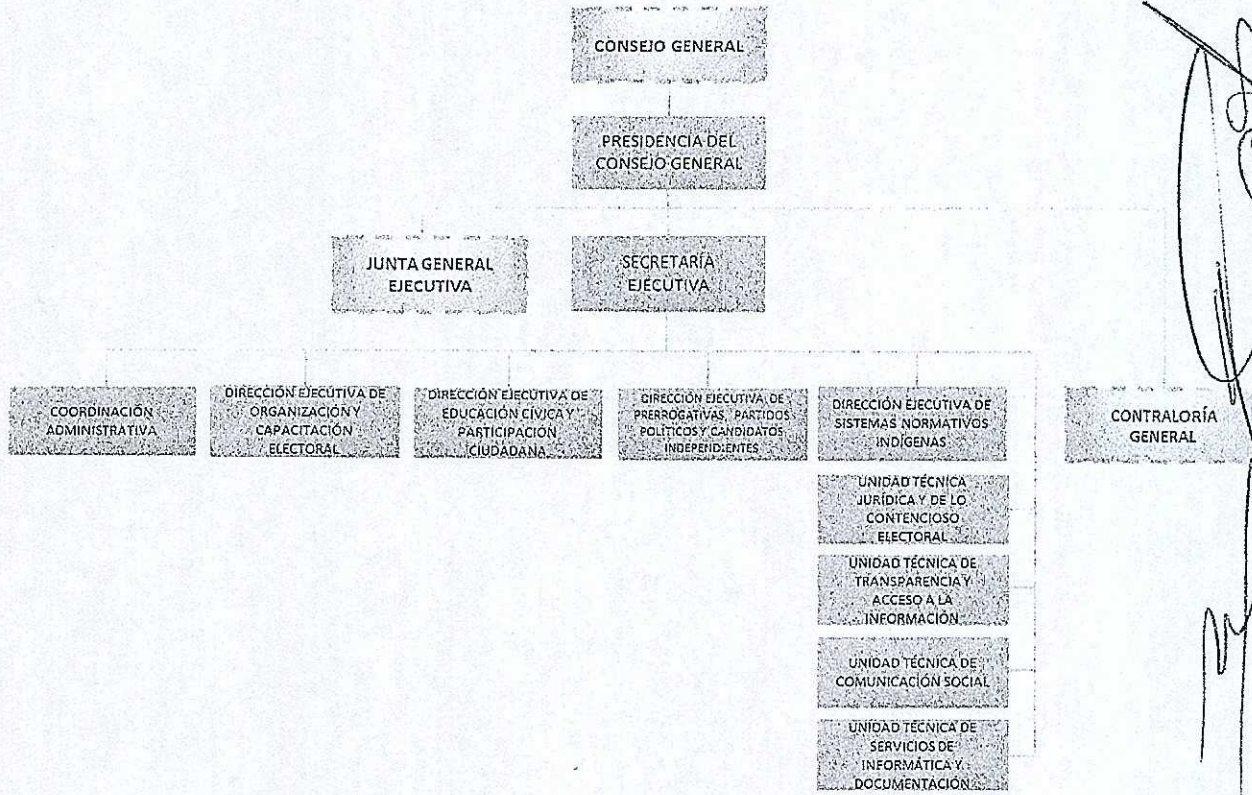 CONSEJO GENERAL
PRESIDENCIA DEL
CONSEJO GENERAL
JUNTA GENERAL
EJECUTIVA
SECRETARÍA
EJECUTIVA
COORDINACIÓN
ADMINISTRATIVA
DIRECCIÓN EJECUTIVA DE
ORGANIZACIÓN Y
CAPACITACIÓN
ELECTORAL
DIRECCIÓN EJECUTIVA DE
EDUCACIÓN CÍVICA Y
PARTICIPACIÓN
CIUDADANA
DIRECCIÓN EJECUTIVA DE
PRERROGATIVAS, PARTIDOS
POLÍTICOS Y CANDIDATOS
INDEPENDIENTES
DIRECCIÓN EJECUTIVA DE
SISTEMAS NORMATIVOS
INDÍGENAS
CONTRALORÍA
GENERAL
UNIDAD TÉCNICA
JURÍDICA Y DE LO
CONTENCIOSO
ELECTORAL
UNIDAD TÉCNICA DE
TRANSPARENCIA Y
ACCESO A LA
INFORMACIÓN
UNIDAD TÉCNICA DE
COMUNICACIÓN SOCIAL
UNIDAD TÉCNICA DE
SERVICIOS DE
INFORMÁTICA Y
DOCUMENTACIÓN